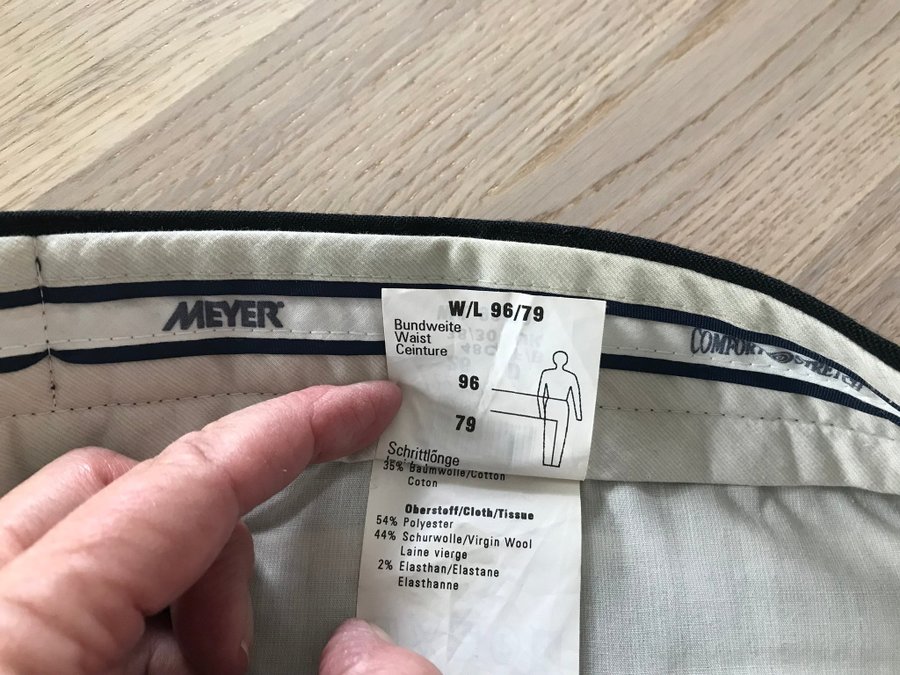 MEYER
COMFORT STRETCH
W/L 96/79
Bundweite
Waist
Ceinture
96
79
Schrittlönge
35% Baumwolle/Cotton
Coton
Oberstoff/Cloth/Tissue
54% Polyester
44% Schurwolle/Virgin Wool
Laine vierge
2% Elasthan/Elastane
Elasthanne